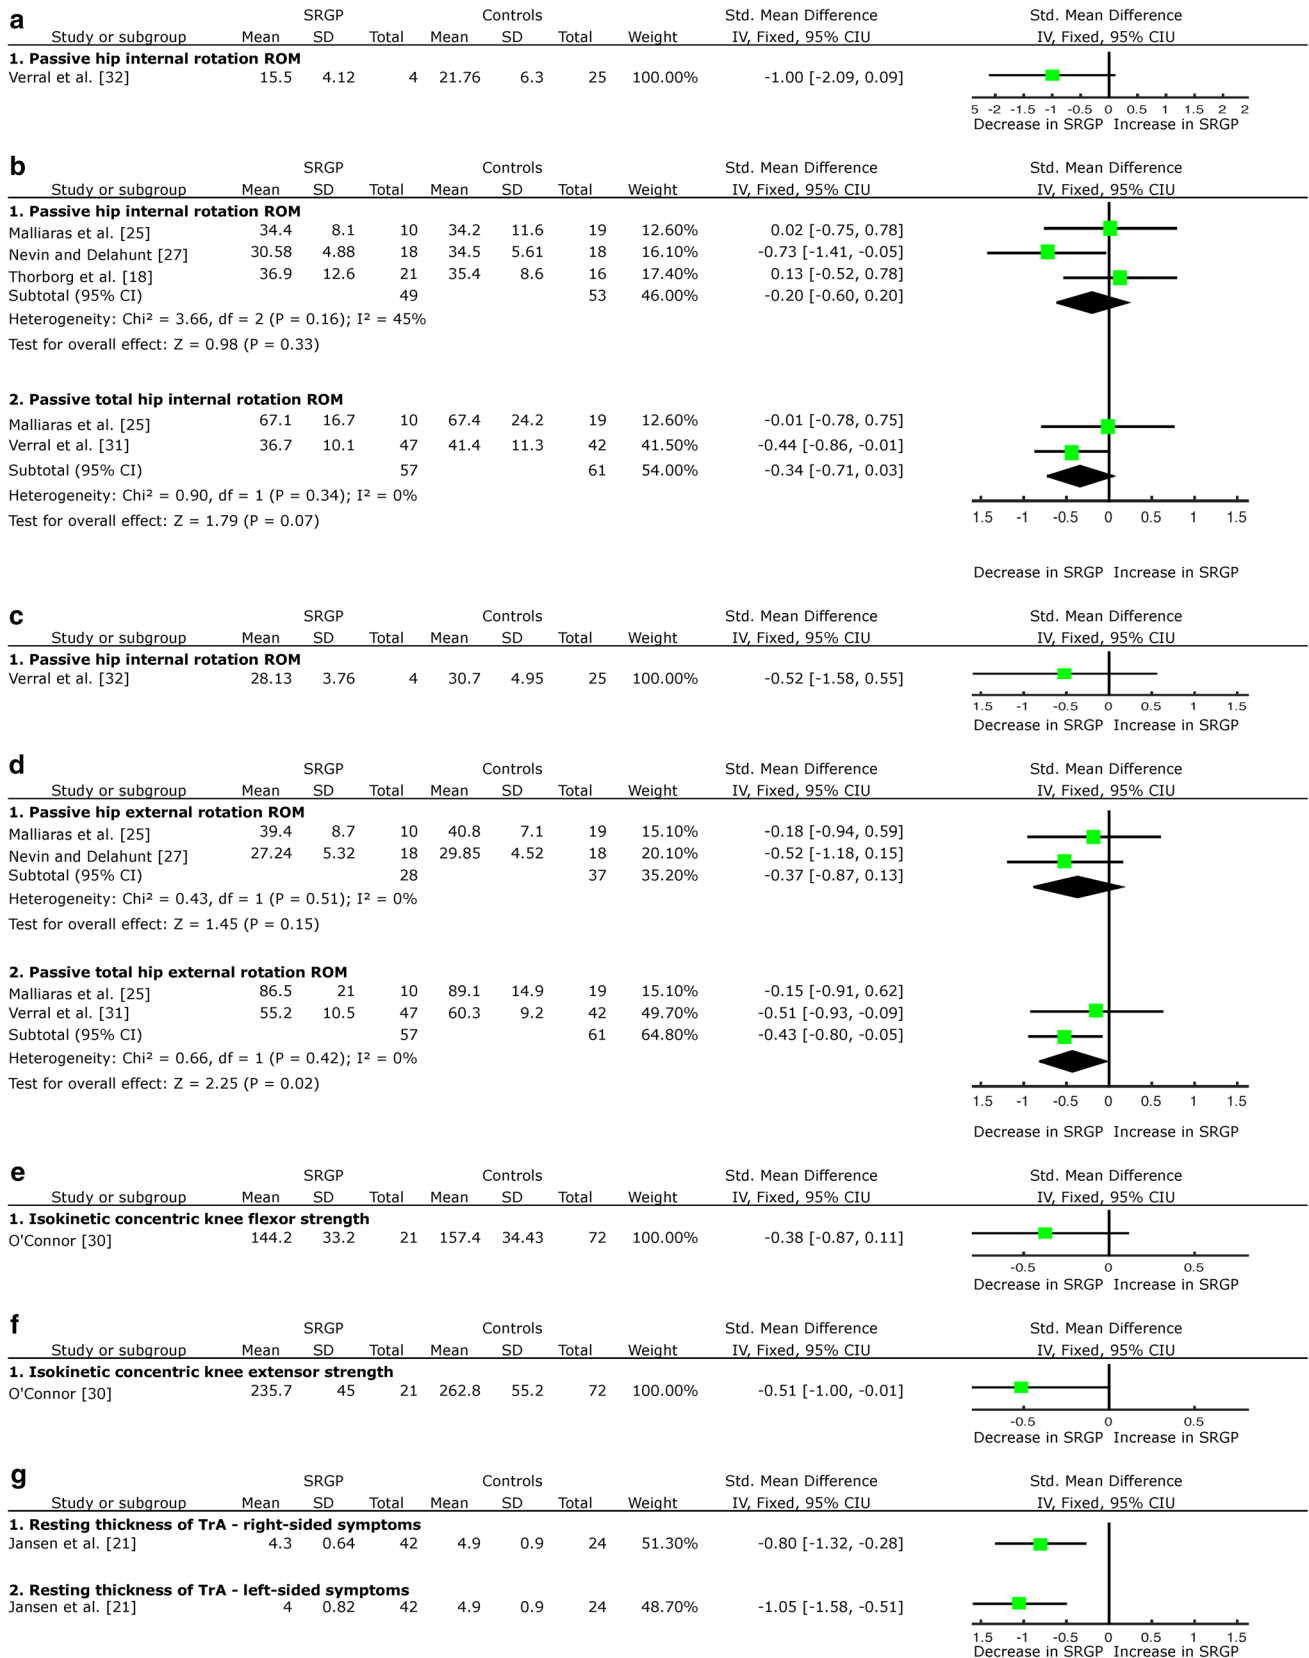 a
SRGP Controls Std. Mean Difference Std. Mean Difference
Study or subgroup Mean SD Total Mean SD Total Weight IV, Fixed, 95% CIU IV, Fixed, 95% CIU
1. Passive hip internal rotation ROM
Verral et al. [32] 15.5 4.12 4 21.76 6.3 25 100.00% -1.00 [-2.09, 0.09]
5 -2 -1.5 -1 -0.5 0 0.5 1 1.5 2 2
Decrease in SRGP Increase in SRGP
b
SRGP Controls Std. Mean Difference Std. Mean Difference
Study or subgroup Mean SD Total Mean SD Total Weight IV, Fixed, 95% CIU IV, Fixed, 95% CIU
1. Passive hip internal rotation ROM
Malliaras et al. [25] 34.4 8.1 10 34.2 11.6 19 12.60% 0.02 [-0.75, 0.78]
Nevin and Delahunt [27] 30.58 4.88 18 34.5 5.61 18 16.10% -0.73 [-1.41, -0.05]
Thorborg et al. [18] 36.9 12.6 21 35.4 8.6 16 17.40% 0.13 [-0.52, 0.78]
Subtotal (95% CI) 49 53 46.00% -0.20 [-0.60, 0.20]
Heterogeneity: Chi² = 3.66, df = 2 (P = 0.16); I² = 45%
Test for overall effect: Z = 0.98 (P = 0.33)
2. Passive total hip internal rotation ROM
Malliaras et al. [25] 67.1 16.7 10 67.4 24.2 19 12.60% -0.01 [-0.78, 0.75]
Verral et al. [31] 36.7 10.1 47 41.4 11.3 42 41.50% -0.44 [-0.86, -0.01]
Subtotal (95% CI) 57 61 54.00% -0.34 [-0.71, 0.03]
Heterogeneity: Chi² = 0.90, df = 1 (P = 0.34); I² = 0%
Test for overall effect: Z = 1.79 (P = 0.07)
1.5 -1 -0.5 0 0.5 1 1.5
Decrease in SRGP Increase in SRGP
c
SRGP Controls Std. Mean Difference Std. Mean Difference
Study or subgroup Mean SD Total Mean SD Total Weight IV, Fixed, 95% CIU IV, Fixed, 95% CIU
1. Passive hip internal rotation ROM
Verral et al. [32] 28.13 3.76 4 30.7 4.95 25 100.00% -0.52 [-1.58, 0.55]
1.5 -1 -0.5 0 0.5 1 1.5
Decrease in SRGP Increase in SRGP
d
SRGP Controls Std. Mean Difference Std. Mean Difference
Study or subgroup Mean SD Total Mean SD Total Weight IV, Fixed, 95% CIU IV, Fixed, 95% CIU
1. Passive hip external rotation ROM
Malliaras et al. [25] 39.4 8.7 10 40.8 7.1 19 15.10% -0.18 [-0.94, 0.59]
Nevin and Delahunt [27] 27.24 5.32 18 29.85 4.52 18 20.10% -0.52 [-1.18, 0.15]
Subtotal (95% CI) 28 37 35.20% -0.37 [-0.87, 0.13]
Heterogeneity: Chi² = 0.43, df = 1 (P = 0.51); I² = 0%
Test for overall effect: Z = 1.45 (P = 0.15)
2. Passive total hip external rotation ROM
Malliaras et al. [25] 86.5 21 10 89.1 14.9 19 15.10% -0.15 [-0.91, 0.62]
Verral et al. [31] 55.2 10.5 47 60.3 9.2 42 49.70% -0.51 [-0.93, -0.09]
Subtotal (95% CI) 57 61 64.80% -0.43 [-0.80, -0.05]
Heterogeneity: Chi² = 0.66, df = 1 (P = 0.42); I² = 0%
Test for overall effect: Z = 2.25 (P = 0.02)
1.5 -1 -0.5 0 0.5 1 1.5
Decrease in SRGP Increase in SRGP
e
SRGP Controls Std. Mean Difference Std. Mean Difference
Study or subgroup Mean SD Total Mean SD Total Weight IV, Fixed, 95% CIU IV, Fixed, 95% CIU
1. Isokinetic concentric knee flexor strength
O'Connor [30] 144.2 33.2 21 157.4 34.43 72 100.00% -0.38 [-0.87, 0.11]
-0.5 0 0.5
Decrease in SRGP Increase in SRGP
f
SRGP Controls Std. Mean Difference Std. Mean Difference
Study or subgroup Mean SD Total Mean SD Total Weight IV, Fixed, 95% CIU IV, Fixed, 95% CIU
1. Isokinetic concentric knee extensor strength
O'Connor [30] 235.7 45 21 262.8 55.2 72 100.00% -0.51 [-1.00, -0.01]
-0.5 0 0.5
Decrease in SRGP Increase in SRGP
g
SRGP Controls Std. Mean Difference Std. Mean Difference
Study or subgroup Mean SD Total Mean SD Total Weight IV, Fixed, 95% CIU IV, Fixed, 95% CIU
1. Resting thickness of TrA - right-sided symptoms
Jansen et al. [21] 4.3 0.64 42 4.9 0.9 24 51.30% -0.80 [-1.32, -0.28]
2. Resting thickness of TrA - left-sided symptoms
Jansen et al. [21] 4 0.82 42 4.9 0.9 24 48.70% -1.05 [-1.58, -0.51]
1.5 -1 -0.5 0 0.5 1 1.5
Decrease in SRGP Increase in SRGP